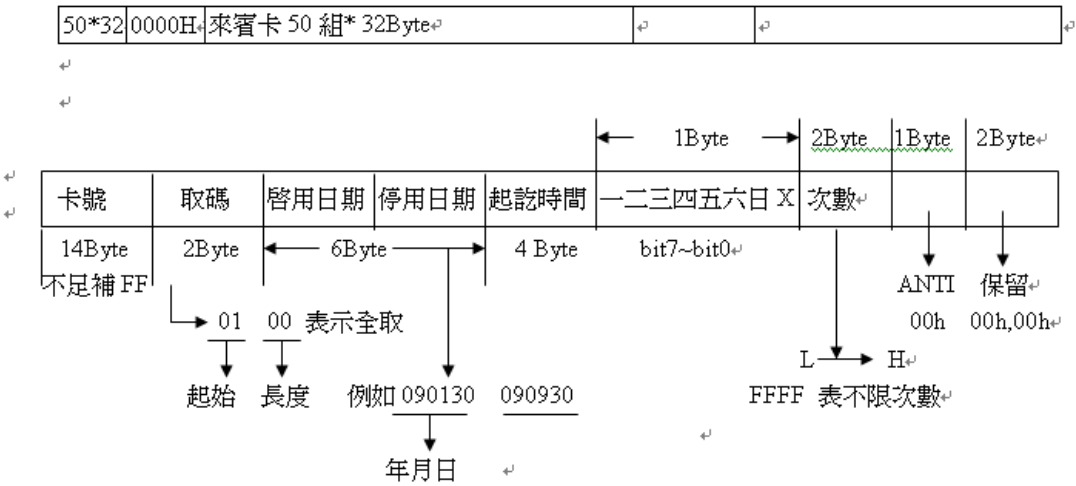 50*32 0000H 來賓卡 50 組* 32Byte
1Byte 2Byte 1Byte 2Byte
卡號 取碼 啓用日期 停用日期 起訖時間 一二三四五六日 X 次數
14Byte 2Byte 6Byte 4 Byte bit7~bit0
不足補 FF ANTI 保留
01 00 表示全取 00h 00h,00h
L H
起始 長度 例如 090130 090930 FFFF 表不限次數
年月日